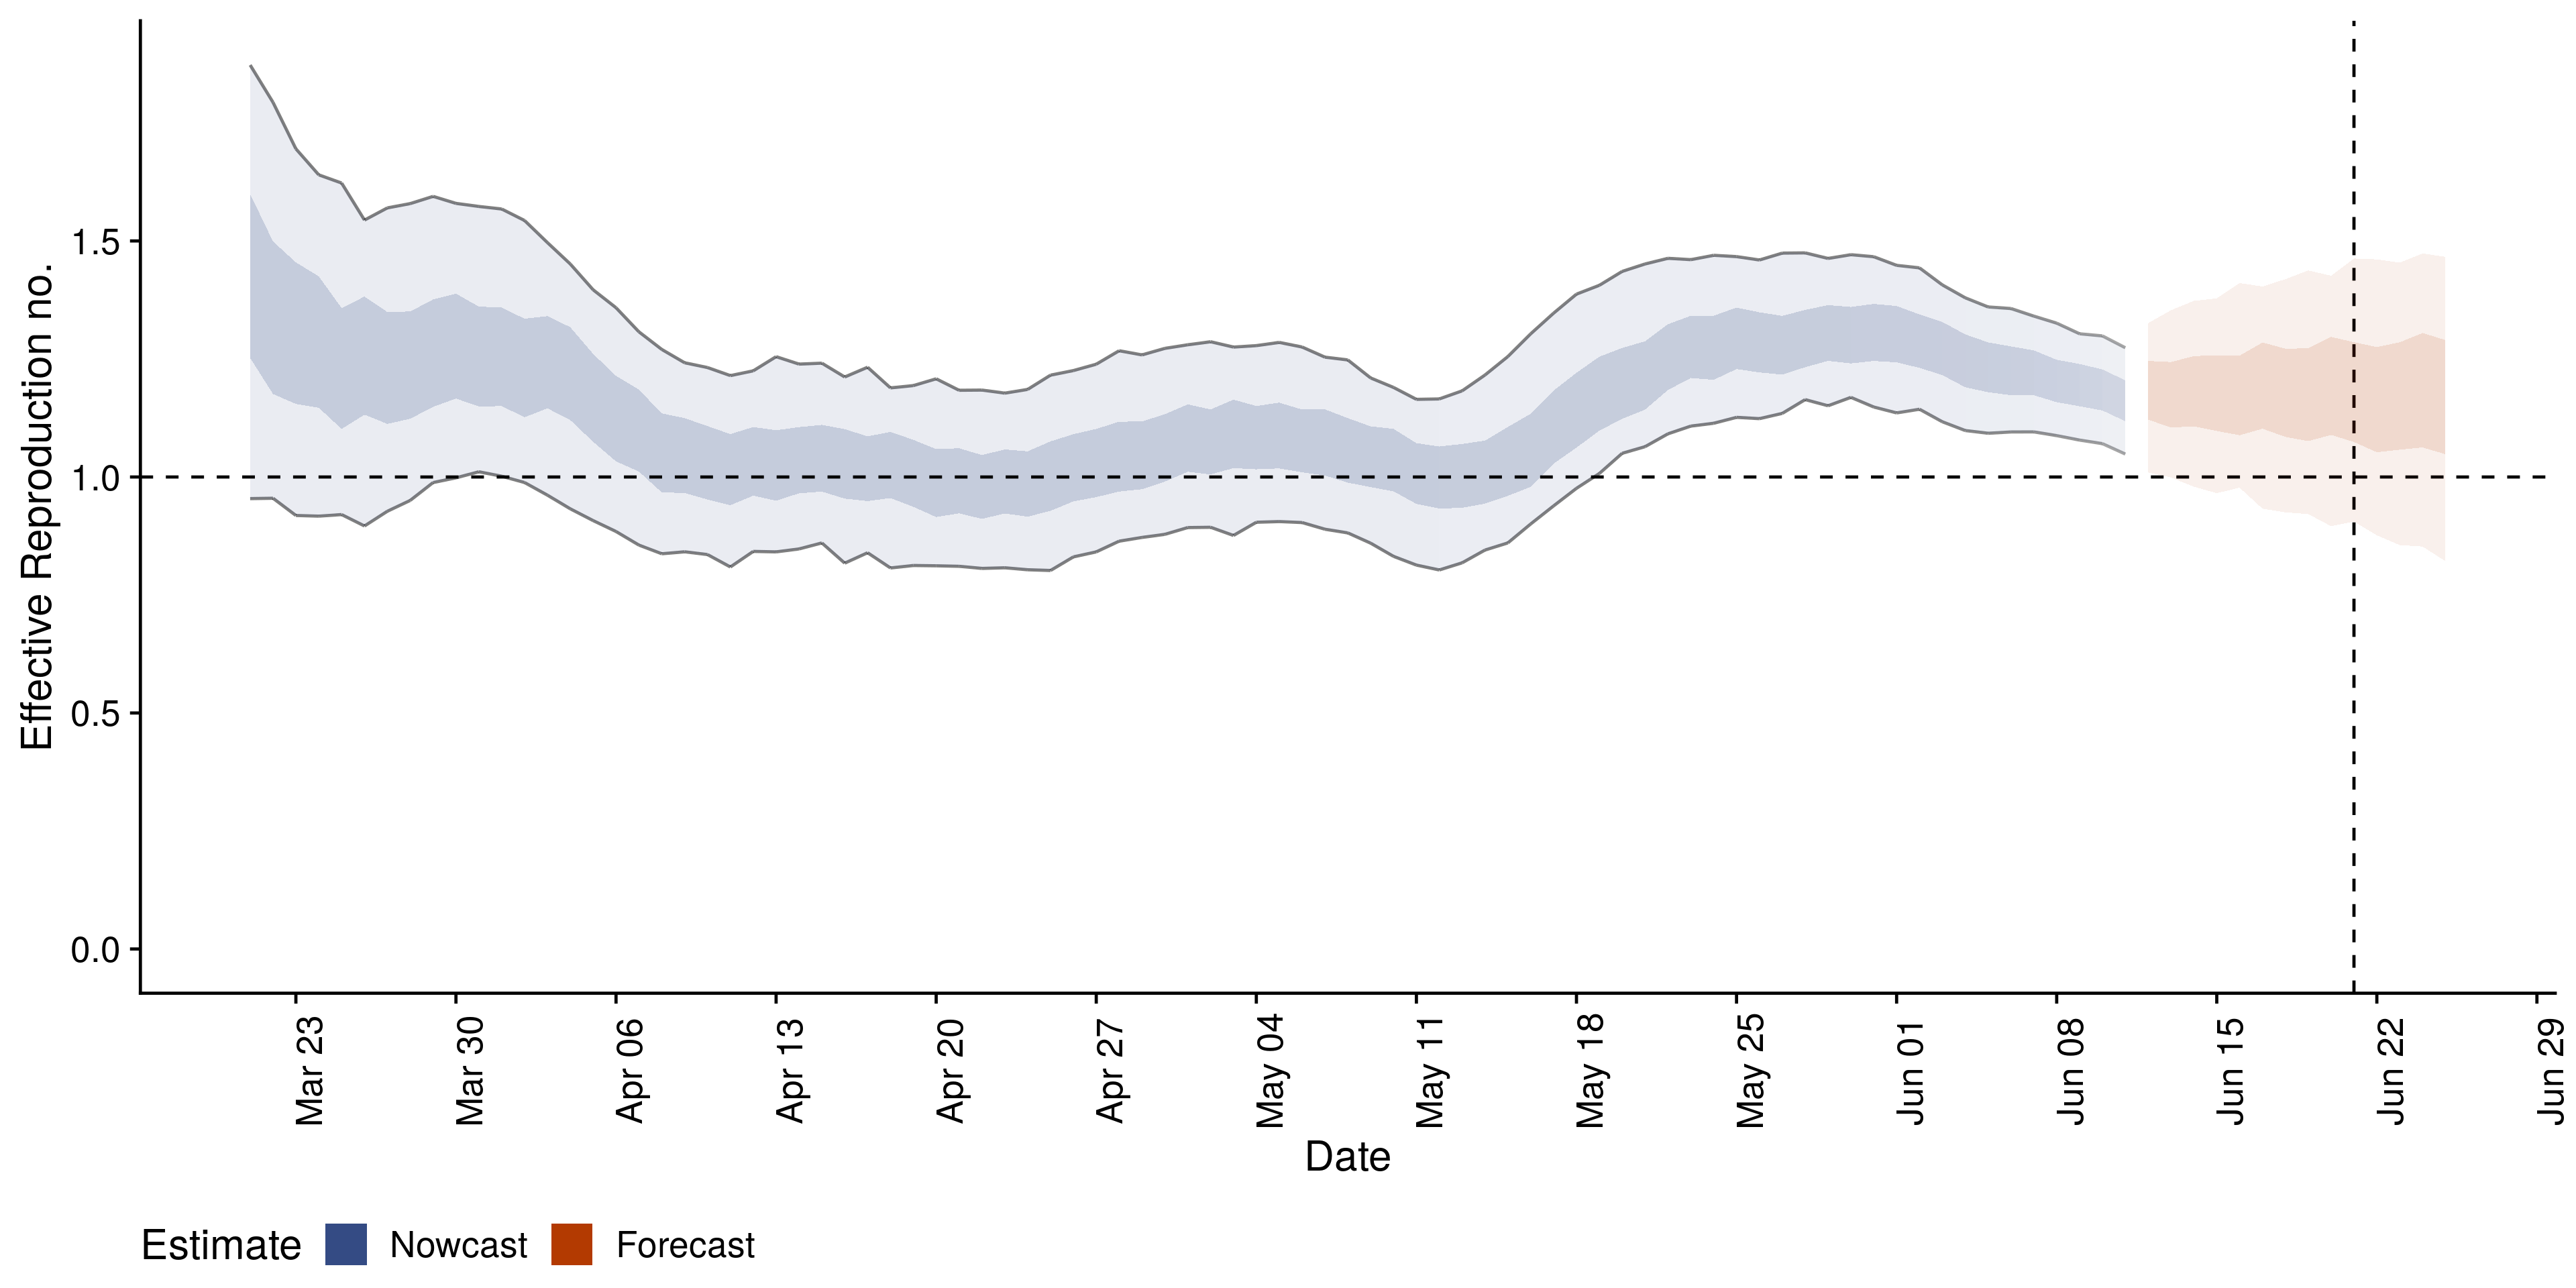 Effective Reproduction no.
1.5
1.0
0.5
0.0
Mar 23
Mar 30
Apr 06
Apr 13
Apr 20
Apr 27
May 04
May 11
May 18
May 25
Jun 01
Jun 08
Jun 15
Jun 22
Jun 29
Date
Estimate Nowcast Forecast